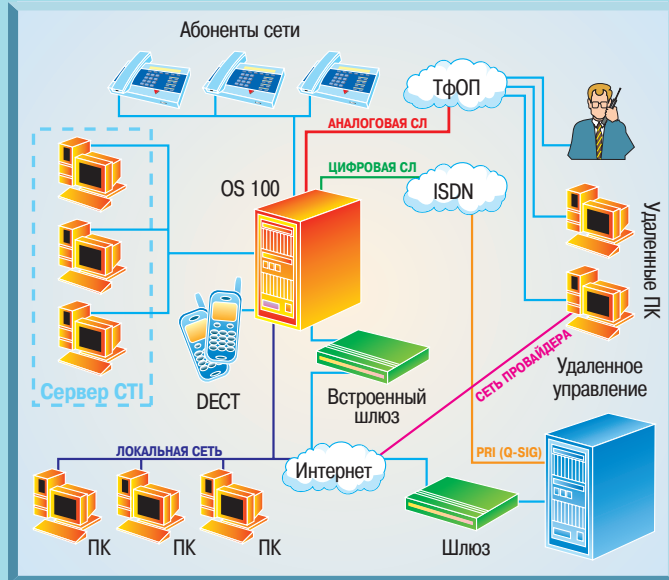 Абоненты сети
ТфОП
АНАЛОГОВАЯ СЛ
ЦИФРОВАЯ СЛ
OS 100
ISDN
Удаленные ПК
Сервер CTI
DECT
Встроенный
шлюз
СЕТЬ ПРОВАЙДЕРА
Удаленное
управление
ЛОКАЛЬНАЯ СЕТЬ
Интернет
PRI (Q-SIG)
ПК
ПК
ПК
Шлюз